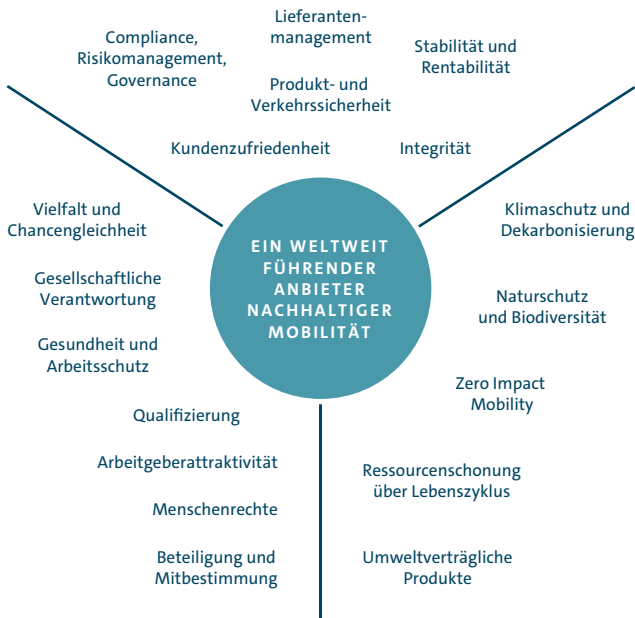 Lieferanten-
management
Compliance,
Risikomanagement,
Governance
Stabilität und
Rentabilität
Produkt- und
Verkehrssicherheit
Kundenzufriedenheit
Integrität
Vielfalt und
Chancengleichheit
Gesellschaftliche
Verantwortung
Gesundheit und
Arbeitsschutz
Qualifizierung
Arbeitgeberattraktivität
Menschenrechte
Beteiligung und
Mitbestimmung
EIN WELTWEIT
FÜHRENDER
ANBIETER
NACHHALTIGER
MOBILITÄT
Klimaschutz und
Dekarbonisierung
Naturschutz
und Biodiversität
Zero Impact
Mobility
Ressourcenschonung
über Lebenszyklus
Umweltverträgliche
Produkte